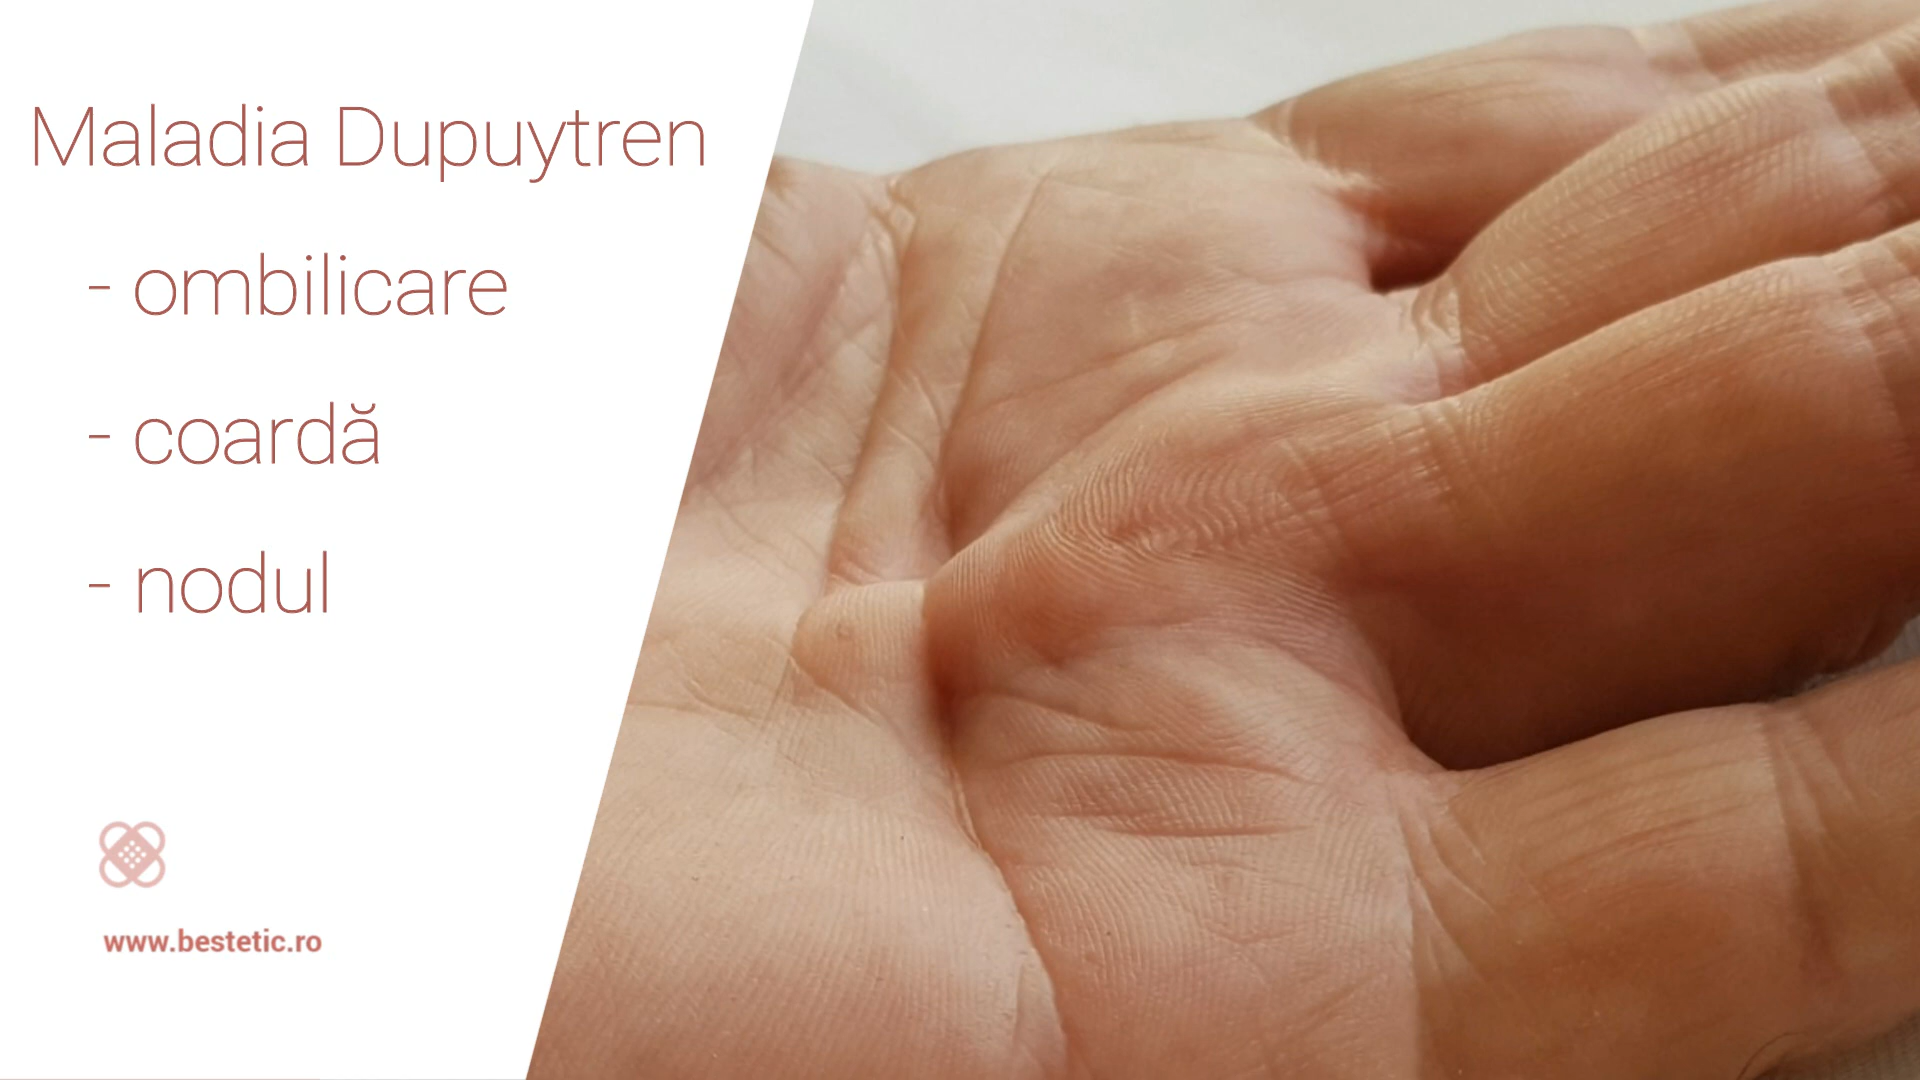 Maladia Dupuytren
- ombilicare
- coardă
- nodul
www.bestetic.ro